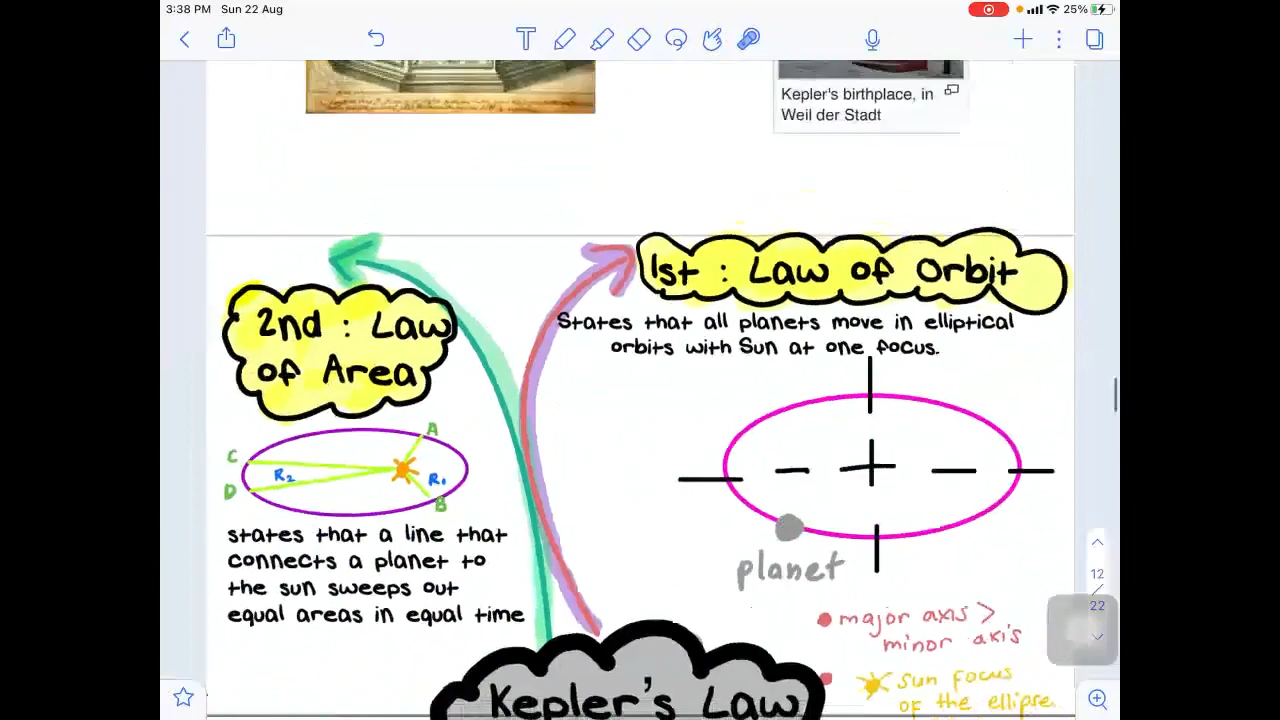 3:38 PM Sun 22 Aug
25%
T
Kepler's birthplace, in
Weil der Stadt
1st : Law of Orbit
States that all planets move in elliptical
orbits with Sun at one focus.
planet
major axis >
minor axis
sun focus
of the ellipse
2nd : Law
of Area
A
C
R2
R1
D
B
states that a line that
connects a planet to
the sun sweeps out
equal areas in equal time
Kepler's Law
12
22